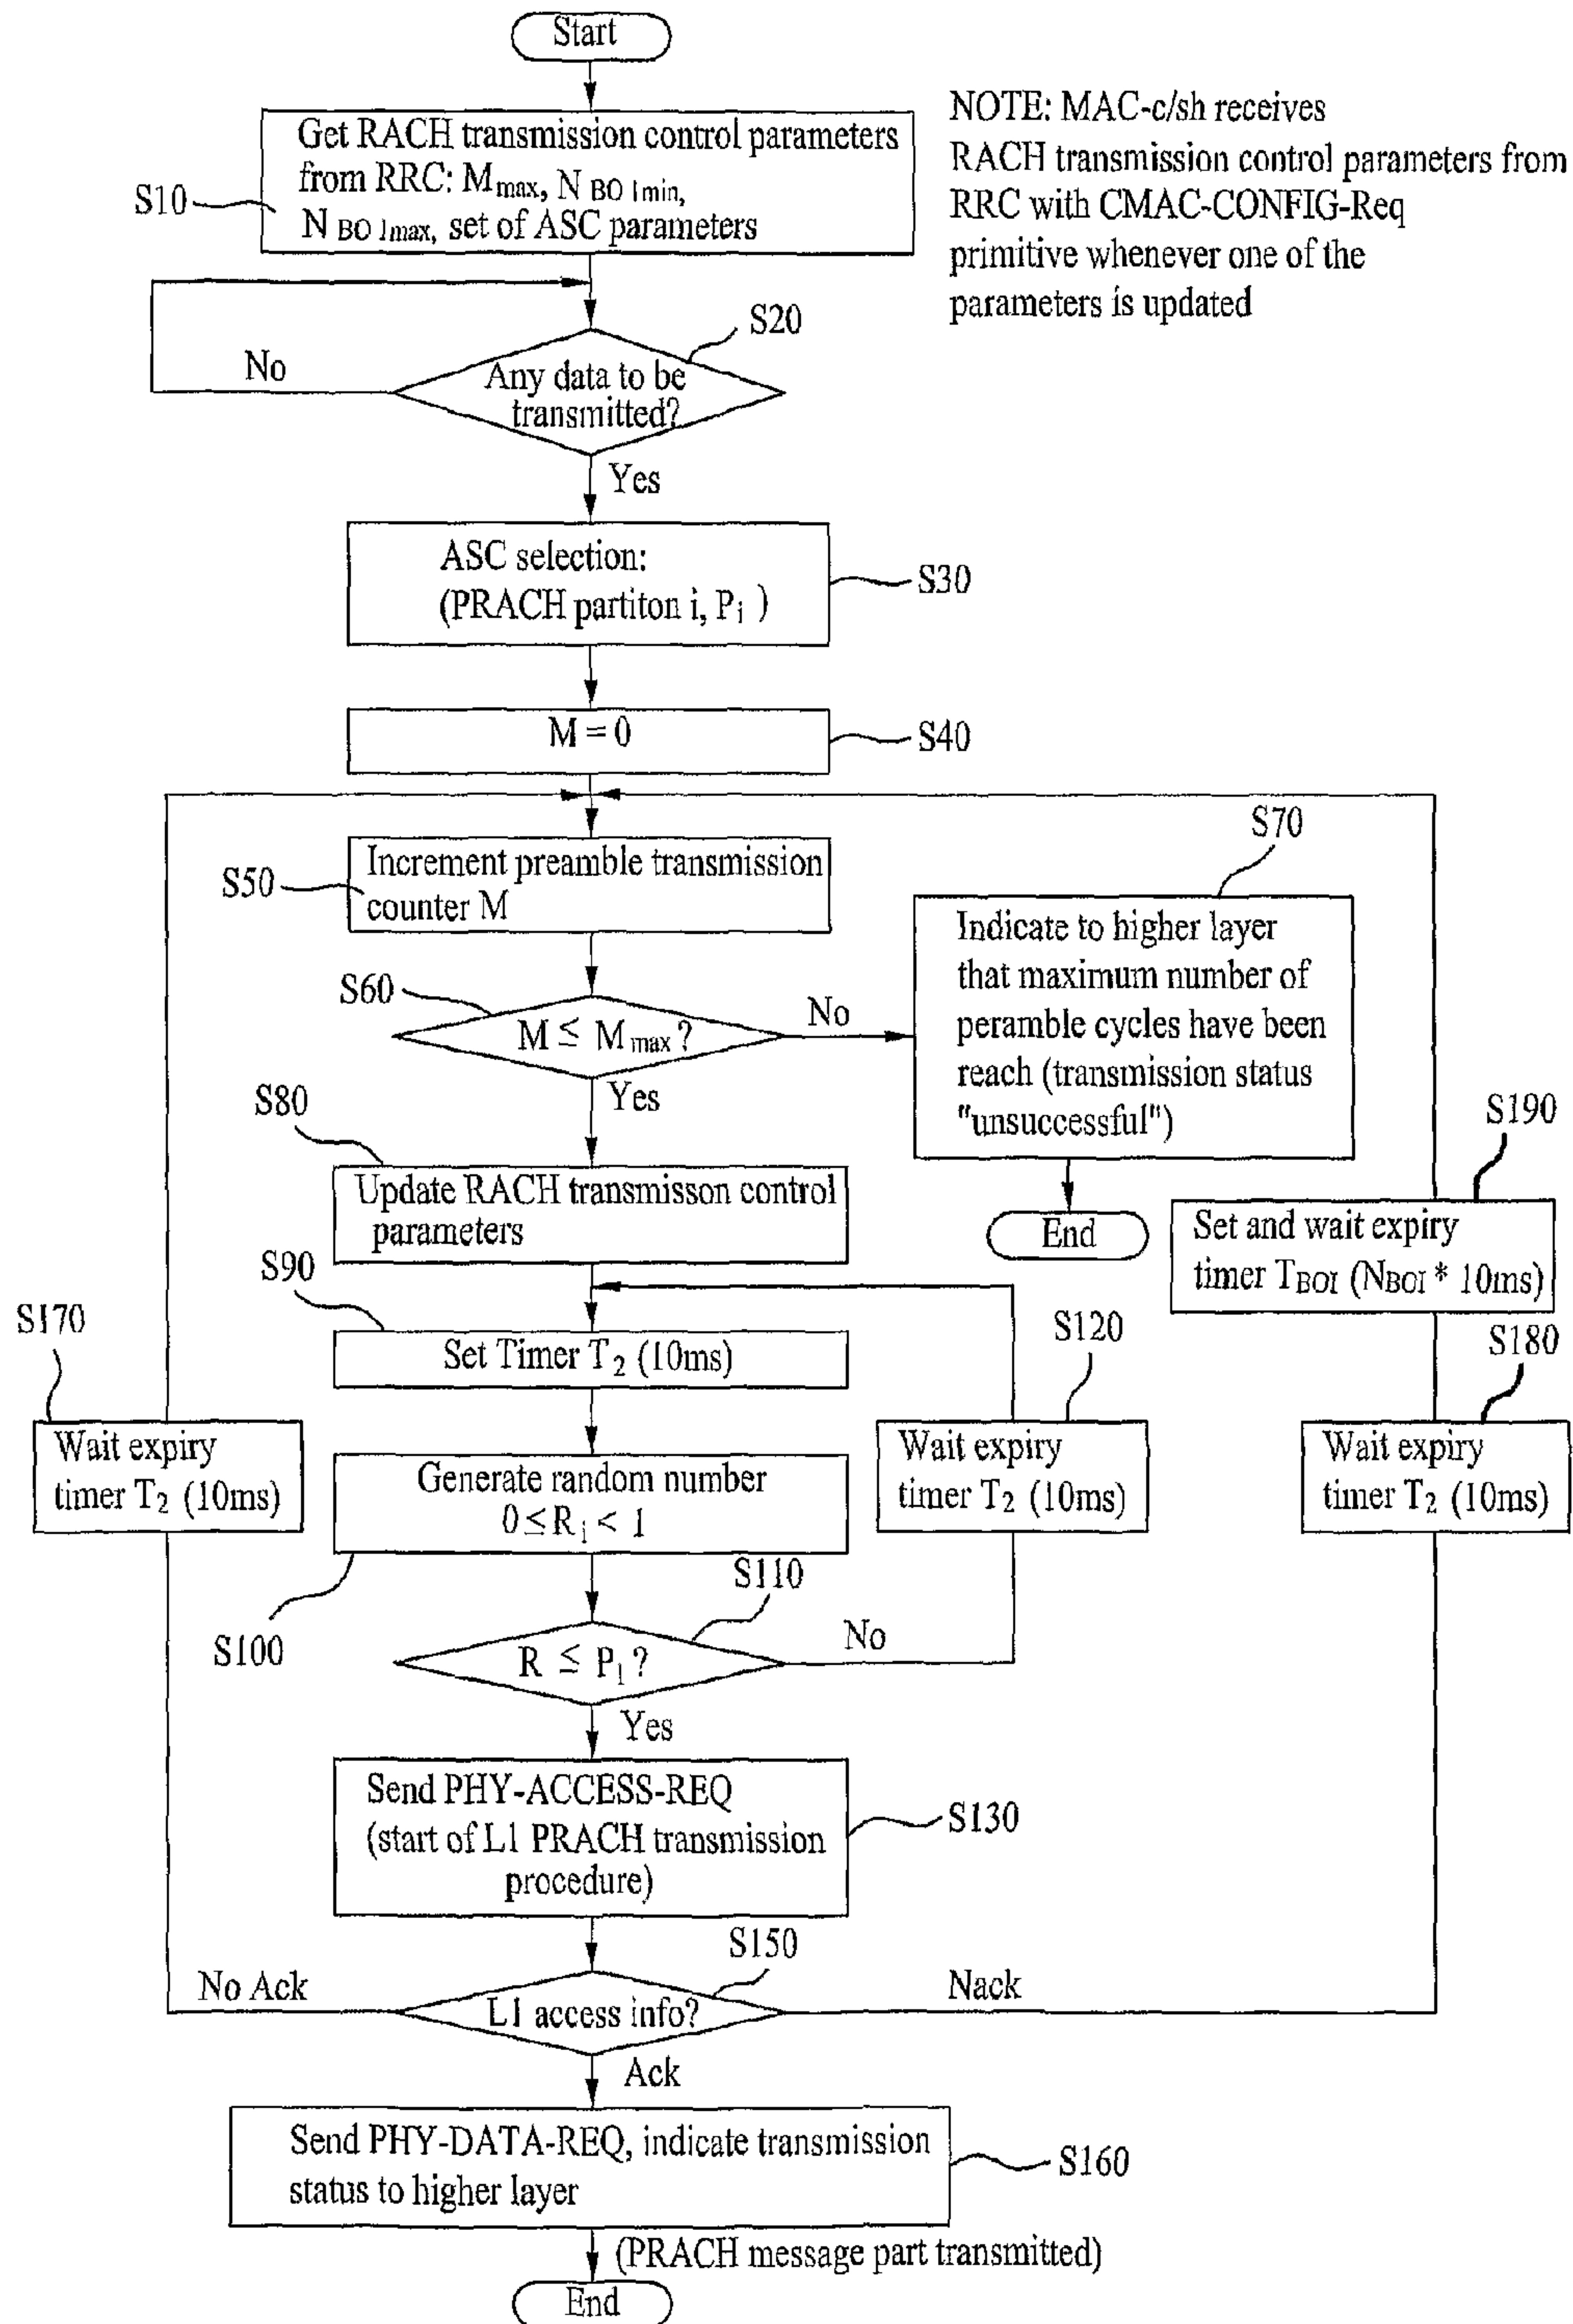 Start
Get RACH transmission control parameters
from RRC: Mmax, N BO 1min,
N BO 1max, set of ASC parameters
S10
NOTE: MAC-c/sh receives
RACH transmission control parameters from
RRC with CMAC-CONFIG-Req
primitive whenever one of the
parameters is updated
S20
No
Any data to be
transmitted?
Yes
ASC selection:
(PRACH partiton i, Pi )
S30
M = 0
S40
S70
Increment preamble transmission
counter M
S50
Indicate to higher layer
that maximum number of
peramble cycles have been
reach (transmission status
"unsuccessful")
S60
M ≤ Mmax ?
No
Yes
S80
S190
Update RACH transmisson control
parameters
End
Set and wait expiry
timer TBOI (NBOI * 10ms)
S90
S170
Set Timer T2 (10ms)
S120
S180
Wait expiry
timer T2 (10ms)
Generate random number
0 ≤ Ri < 1
Wait expiry
timer T2 (10ms)
Wait expiry
timer T2 (10ms)
S100
S110
R ≤ P1 ?
No
Yes
Send PHY-ACCESS-REQ
(start of L1 PRACH transmission
procedure)
S130
S150
No Ack
L1 access info?
Nack
Ack
Send PHY-DATA-REQ, indicate transmission
status to higher layer
S160
(PRACH message part transmitted)
End